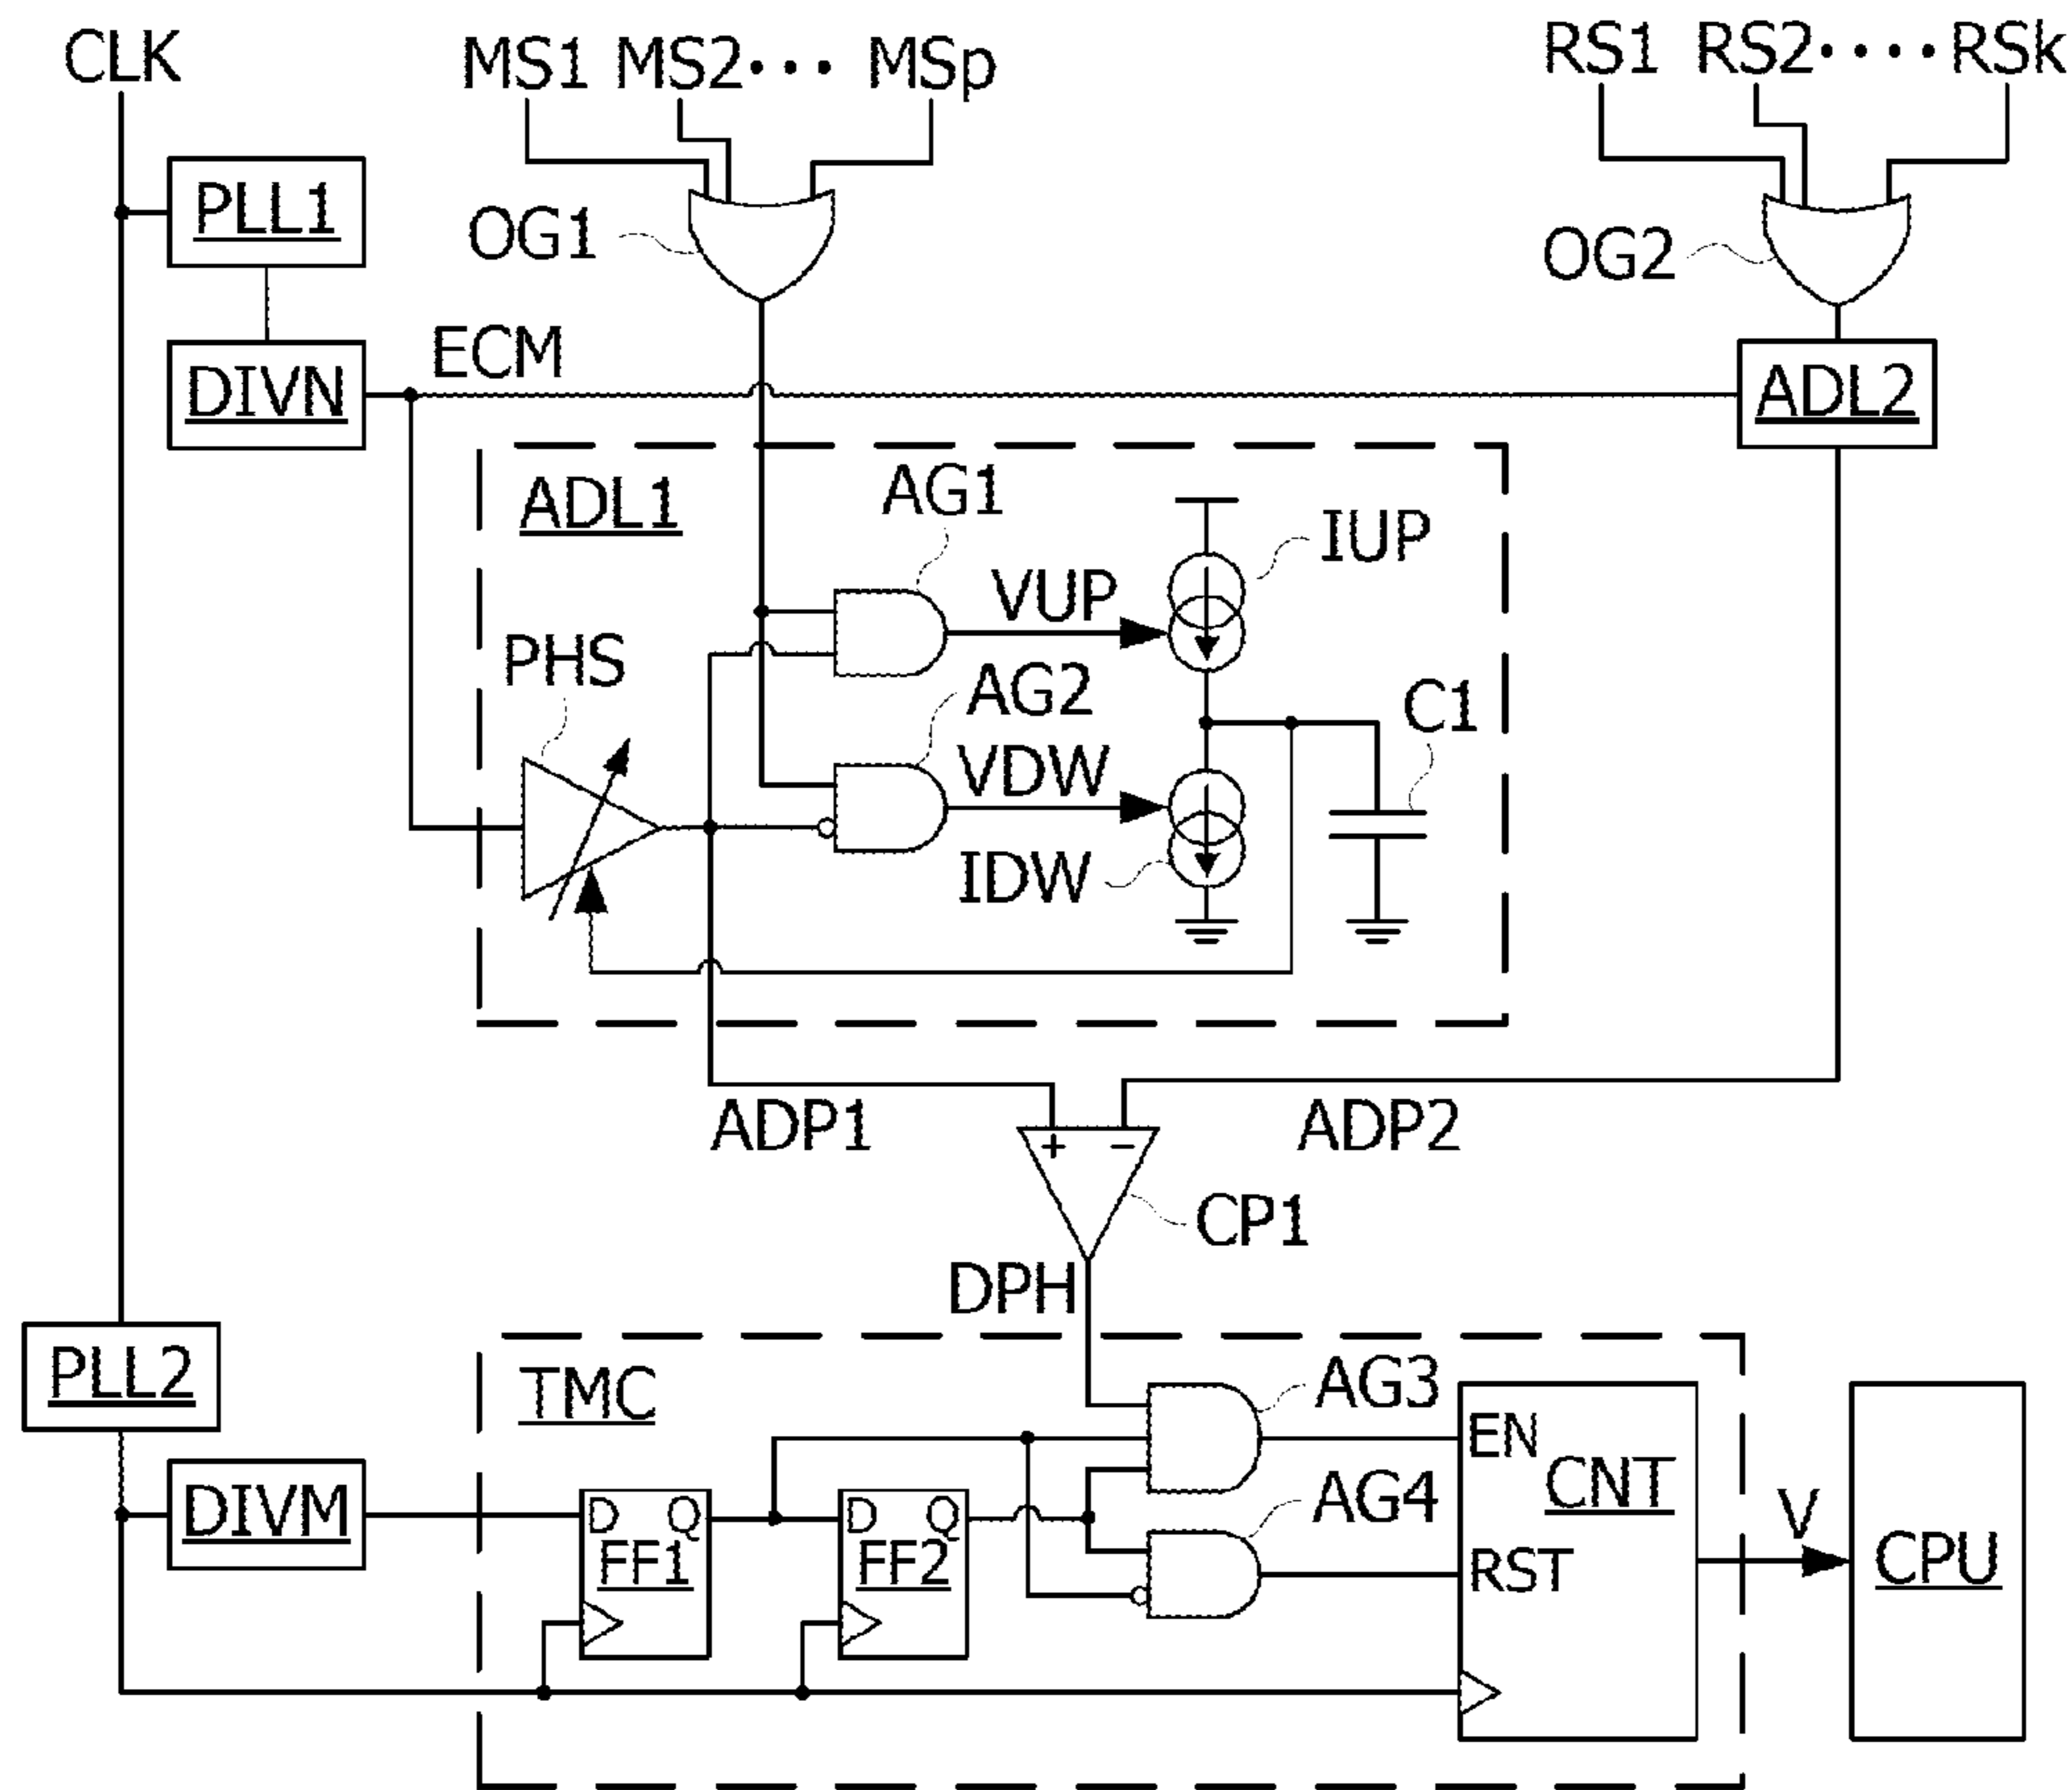 CLK
MS1 MS2··· MSp
RS1 RS2···· RSk
PLL1
OG1
OG2
ECM
DIVN
ADL2
AG1
ADL1
IUP
VUP
PHS
AG2
C1
VDW
IDW
ADP1
ADP2
+ −
CP1
DPH
PLL2
TMC
AG3
EN
CNT
AG4
DIVM
D Q
FF1
D Q
FF2
RST
V
CPU